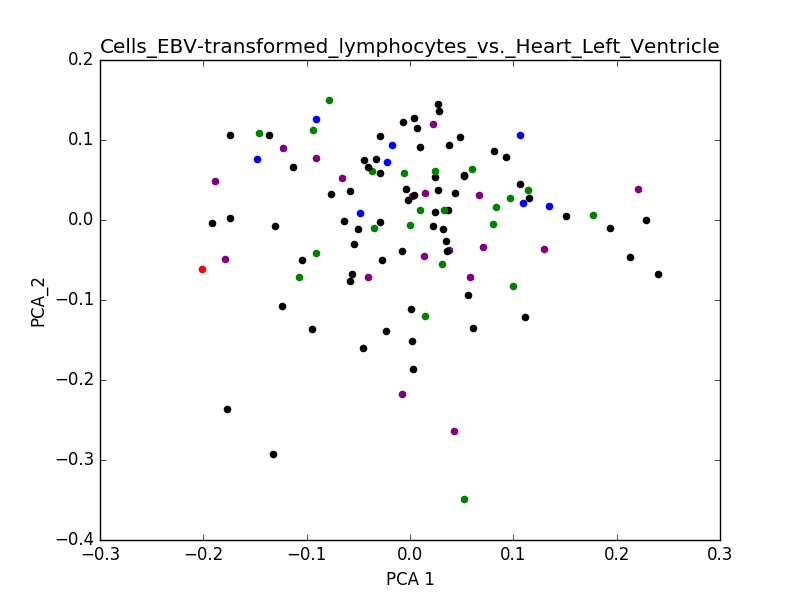 Cells_EBV-transformed_lymphocytes_vs._Heart_Left_Ventricle
0.2
0.1
0.0
−0.1
−0.2
−0.3
−0.4
PCA_2
−0.3 −0.2 −0.1 0.0 0.1 0.2 0.3
PCA 1